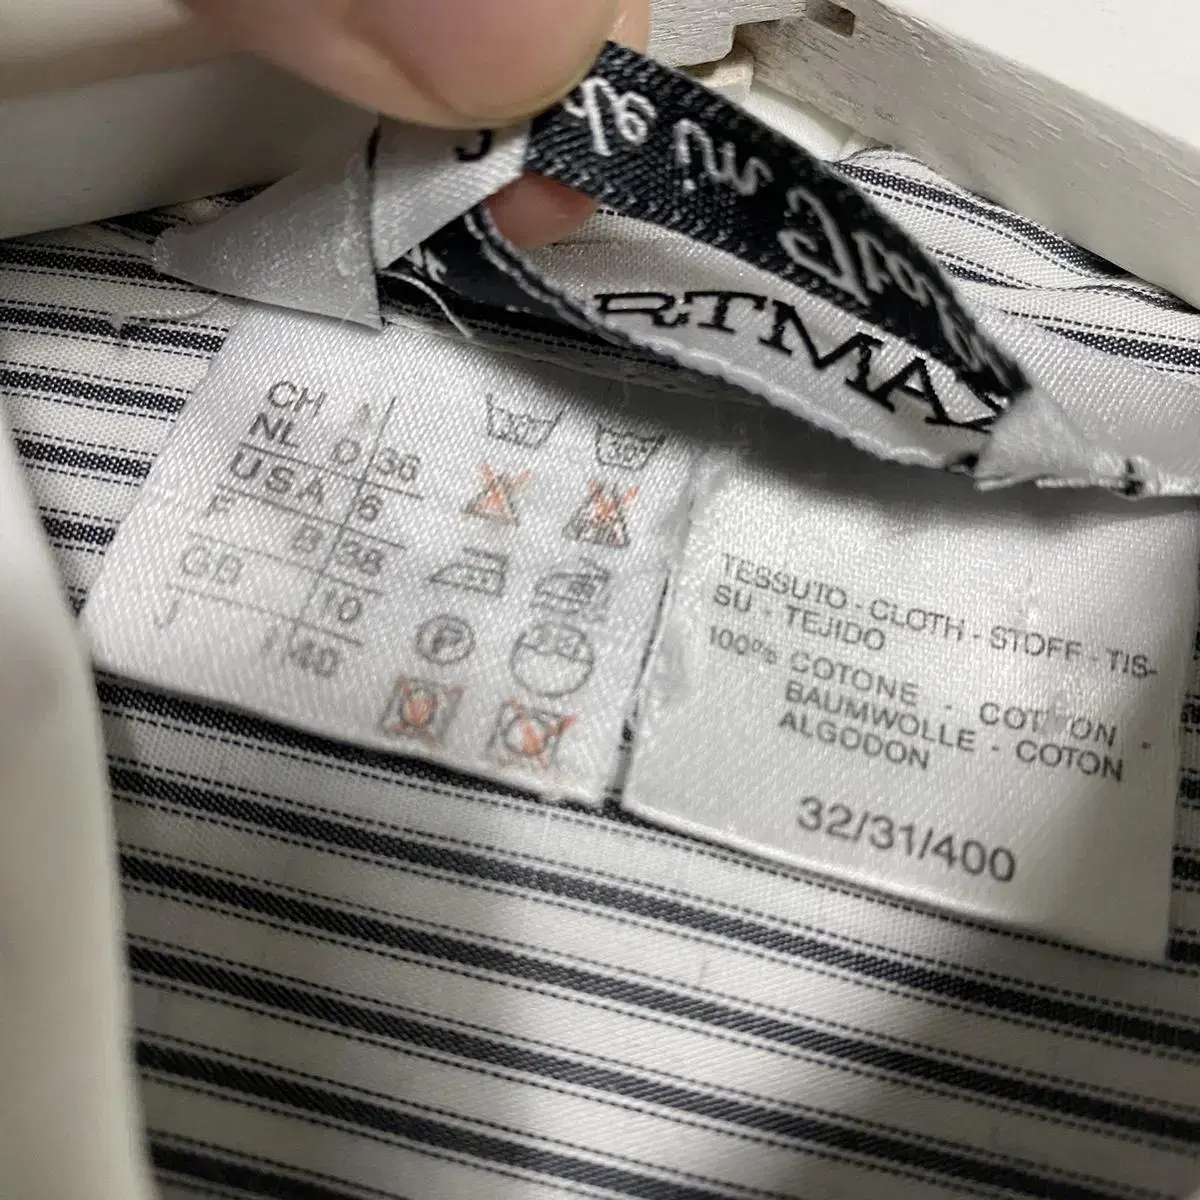 RTMA
CH
NL D 36
USA 6
F B 38
GB 10
J I 40
30 30
P
TESSUTO - CLOTH - STOFF - TIS-
SU - TEJIDO
100% COTONE - COTTON -
BAUMWOLLE - COTON
ALGODON
32/31/400